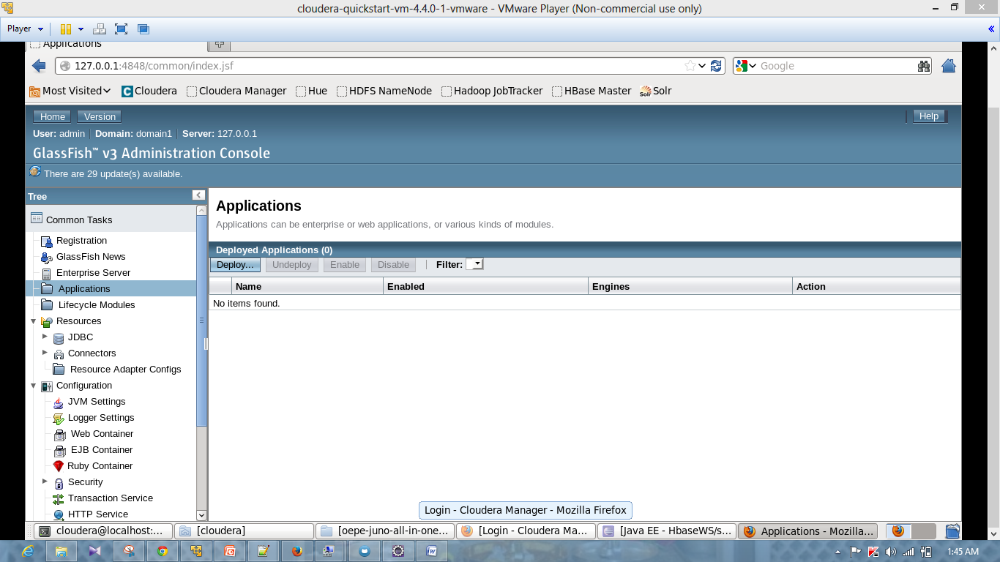 cloudera-quickstart-vm-4.4.0-1-vmware - VMware Player (Non-commercial use only)
Player
Applications
127.0.0.1:4848/common/index.jsf
Google
Most Visited Cloudera Cloudera Manager Hue HDFS NameNode Hadoop JobTracker HBase Master Solr
Home Version Help
User: admin Domain: domain1 Server: 127.0.0.1
GlassFish™ v3 Administration Console
There are 29 update(s) available.
Tree
Common Tasks
Registration
GlassFish News
Enterprise Server
Applications
Lifecycle Modules
Resources
JDBC
Connectors
Resource Adapter Configs
Configuration
JVM Settings
Logger Settings
Web Container
EJB Container
Ruby Container
Security
Transaction Service
HTTP Service
Applications
Applications can be enterprise or web applications, or various kinds of modules.
Deployed Applications (0)
Deploy... Undeploy Enable Disable Filter:
Name Enabled Engines Action
No items found.
Login - Cloudera Manager - Mozilla Firefox
cloudera@localhost:... [cloudera] [oepe-juno-all-in-one... [Login - Cloudera Ma... [Java EE - HbaseWS/s... Applications - Mozilla...
1:45 AM